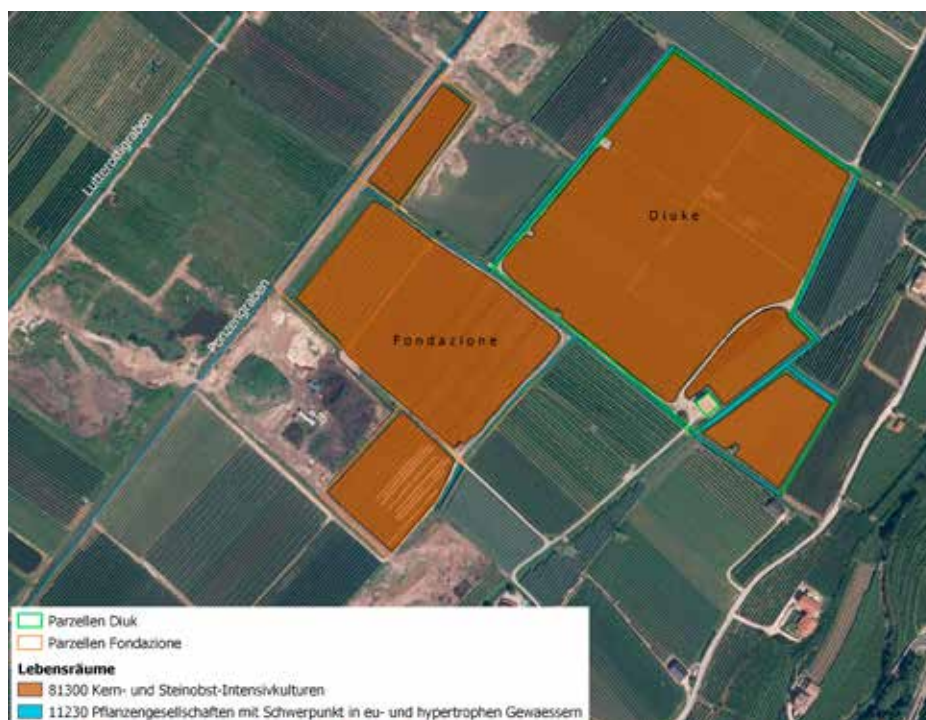 Lutterottigraben
Porzengraben
Diuke
Fondazione
Parzellen Diuk
Parzellen Fondazione
Lebensräume
81300 Kern- und Steinobst-Intensivkulturen
11230 Pflanzengesellschaften mit Schwerpunkt in eu- und hypertrophen Gewaessern